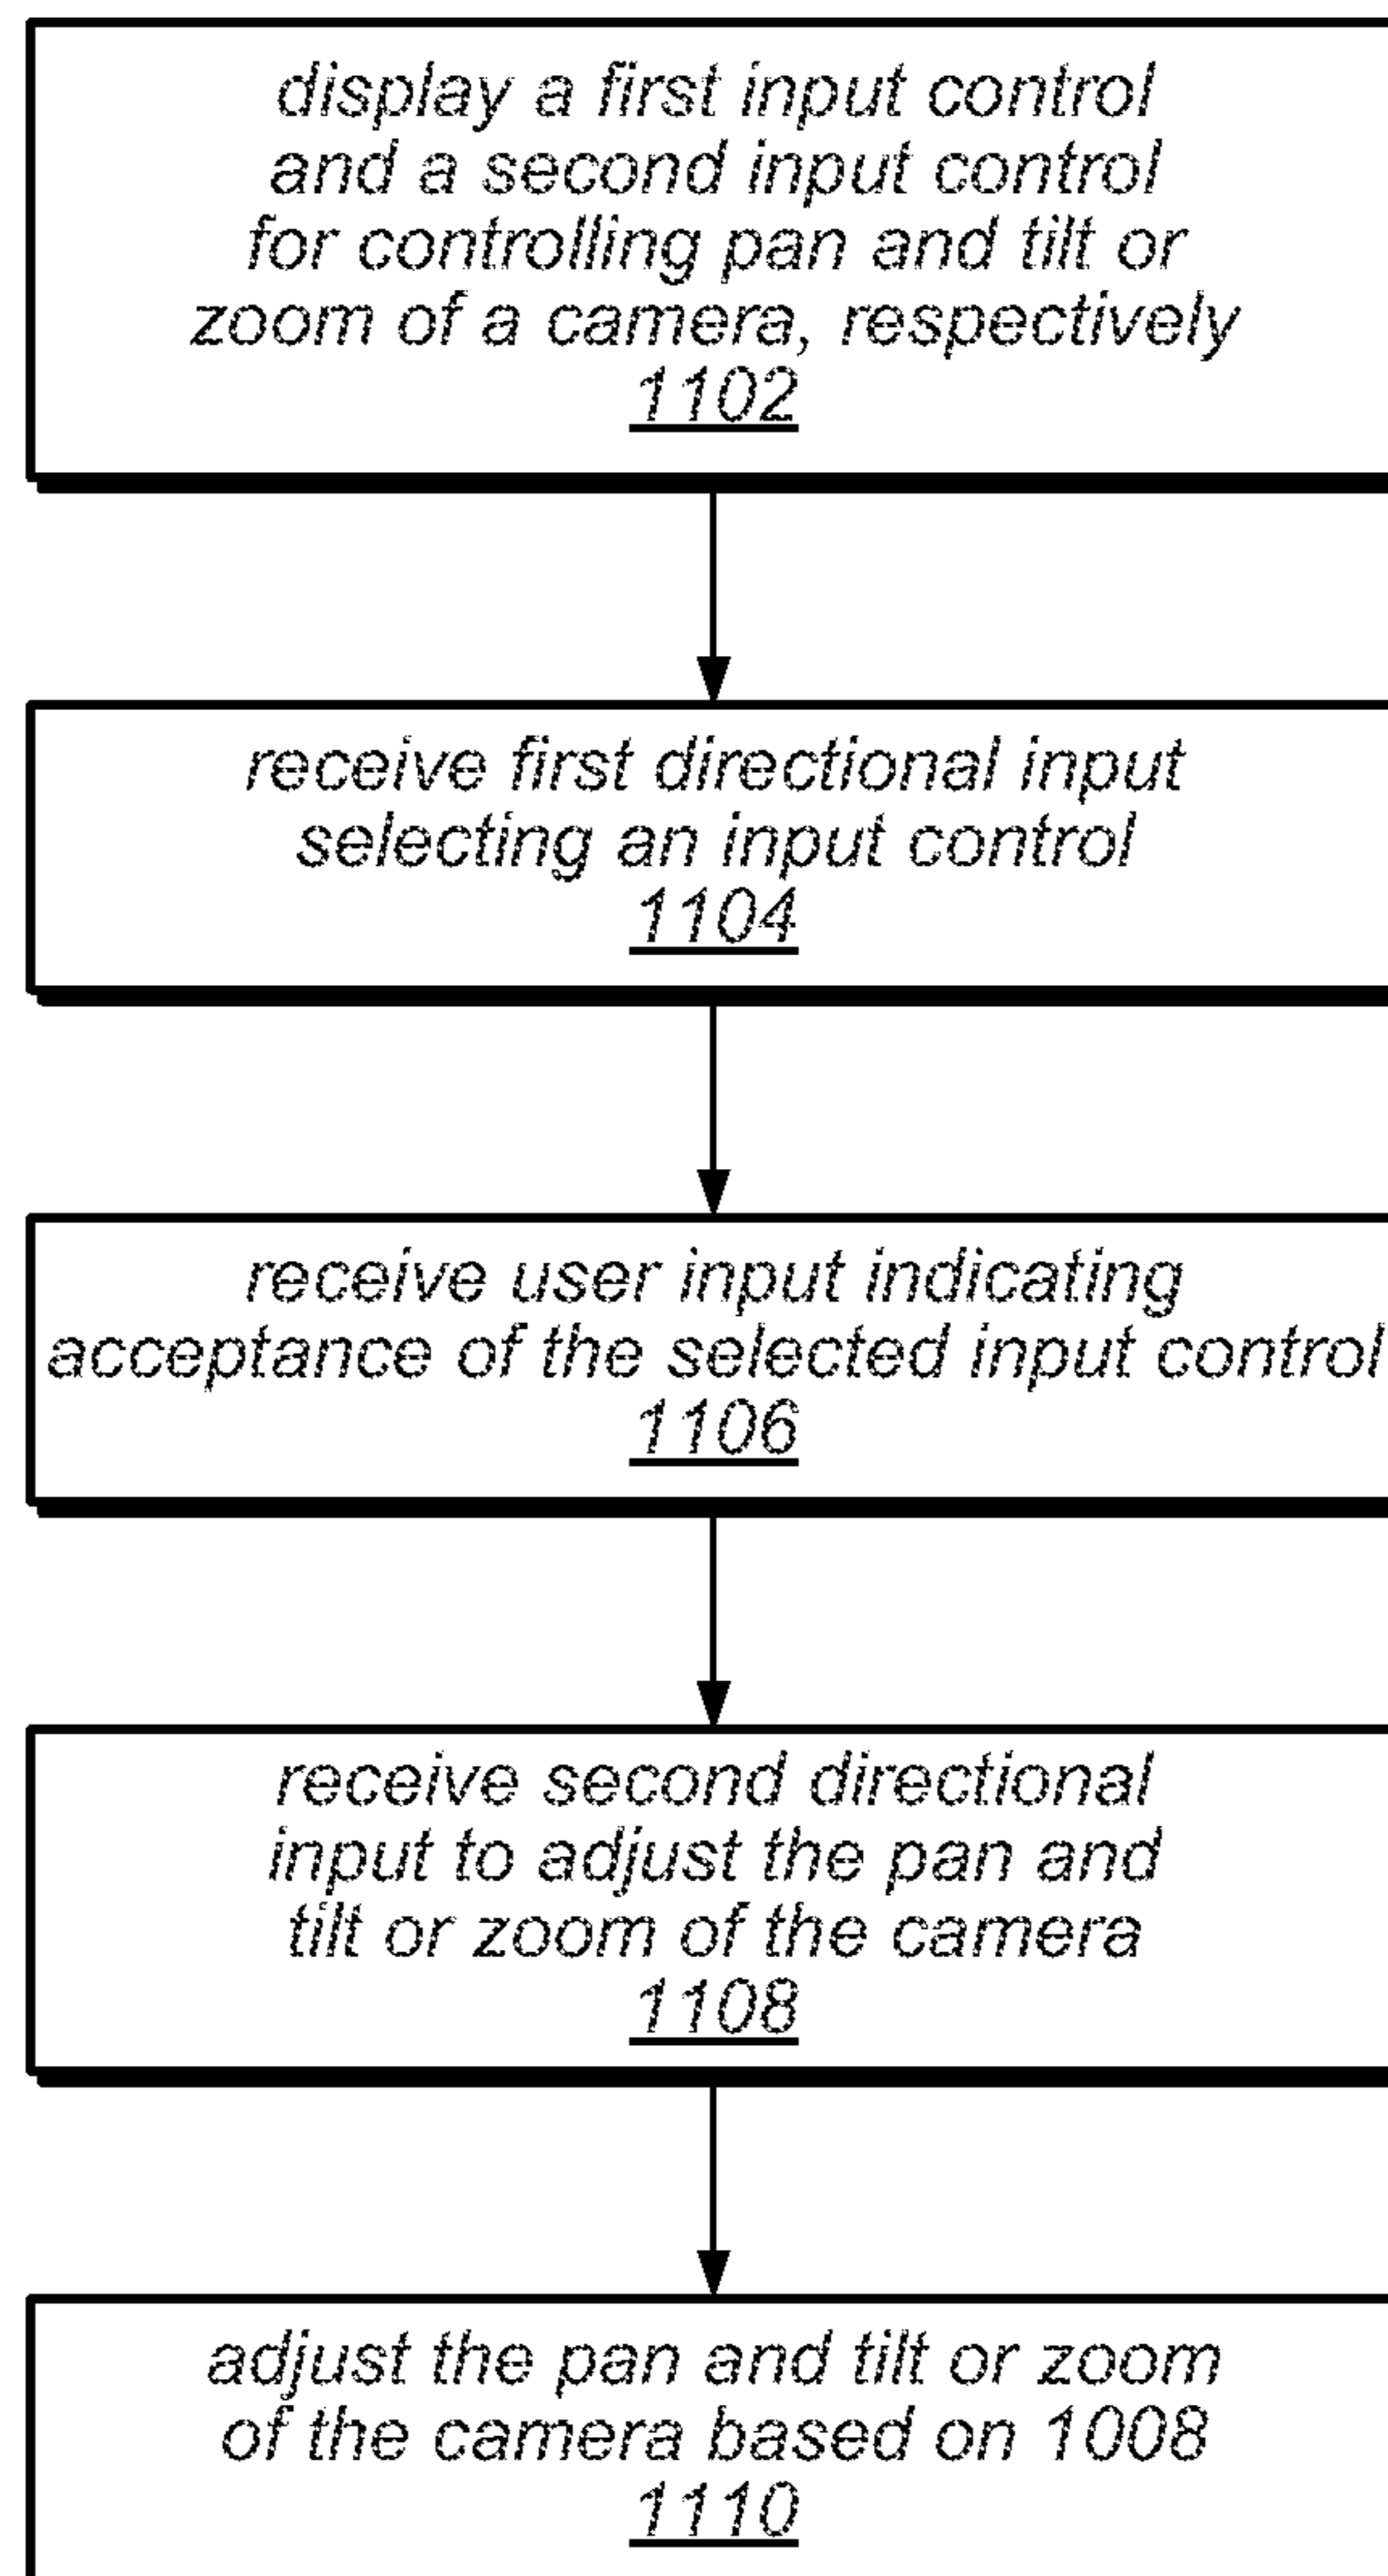 display a first input control
and a second input control
for controlling pan and tilt or
zoom of a camera, respectively
1102
receive first directional input
selecting an input control
1104
receive user input indicating
acceptance of the selected input control
1106
receive second directional
input to adjust the pan and
tilt or zoom of the camera
1108
adjust the pan and tilt or zoom
of the camera based on 1008
1110